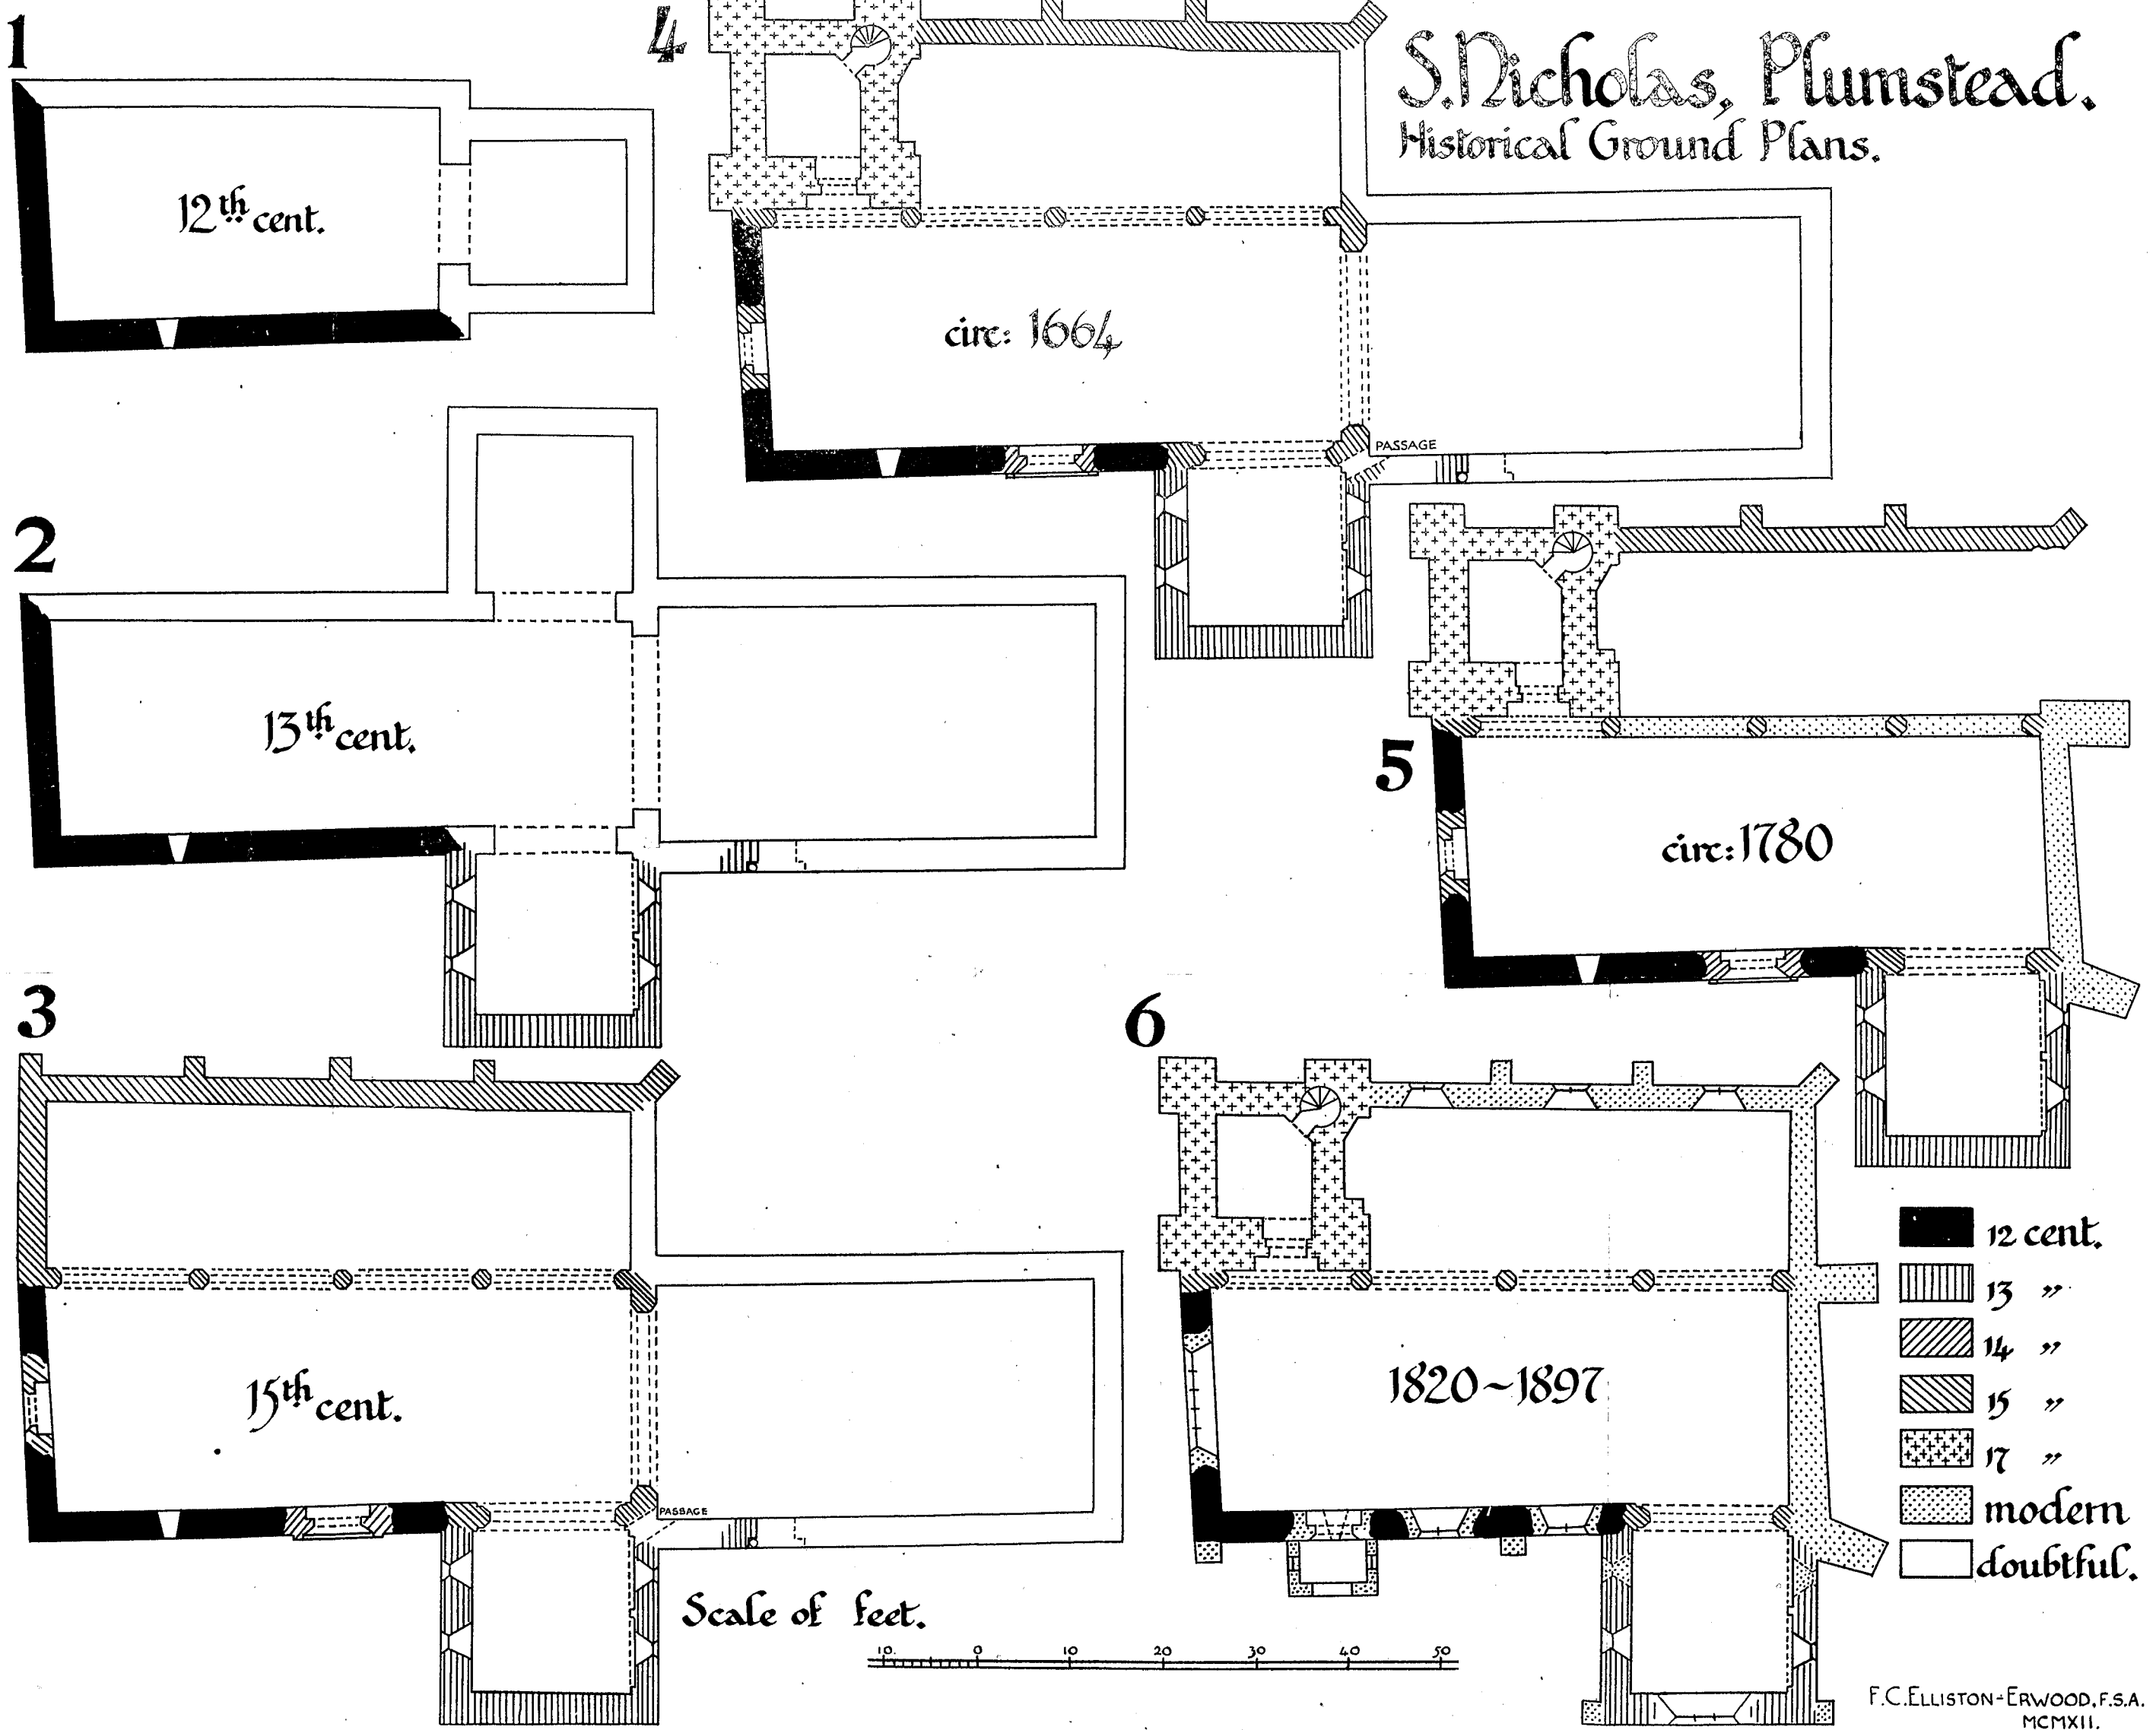 S. Nicholas, Plumstead.
Historical Ground Plans.
1
12th cent.
2
13th cent.
3
15th cent.
PASSAGE
4
circ: 1664
PASSAGE
5
circ: 1780
6
1820~1897
12 cent.
13 "
14 "
15 "
17 "
modern
doubtful.
Scale of feet.
10. 0 10 20 30 40 50
F.C.ELLISTON-ERWOOD, F.S.A.
MCMXII.